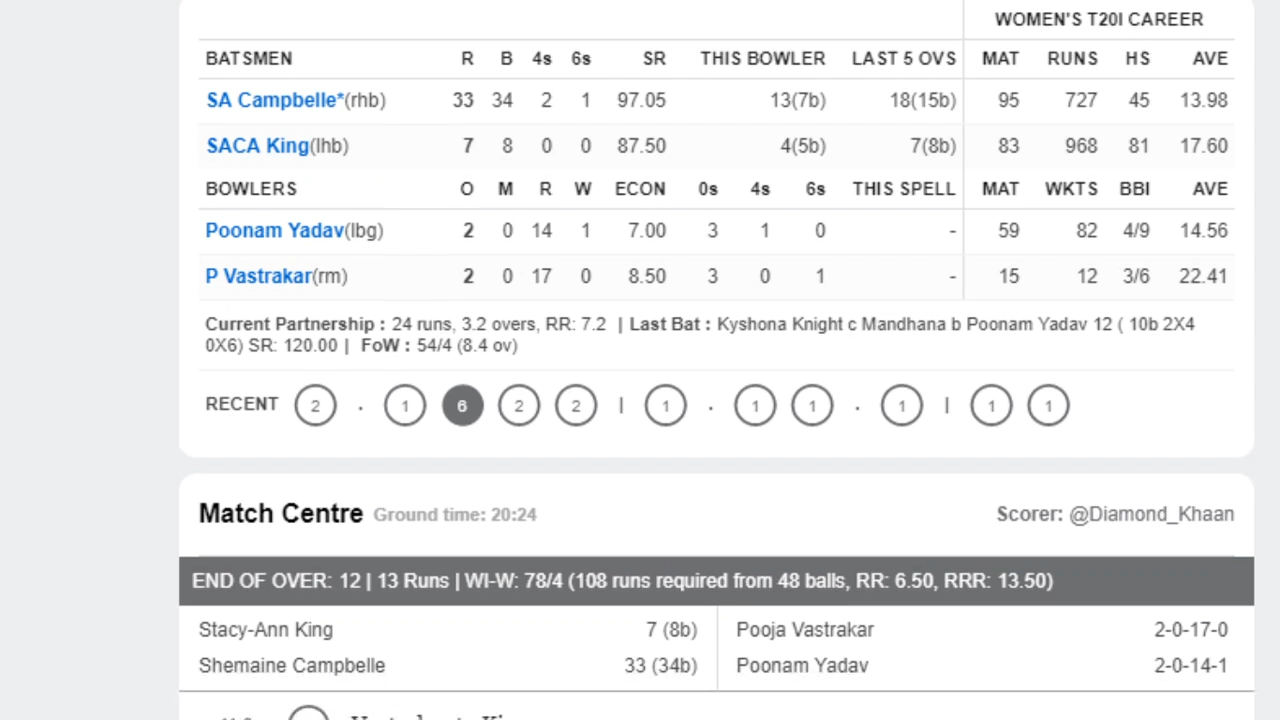 WOMEN'S T20I CAREER
BATSMEN R B 4s 6s SR THIS BOWLER LAST 5 OVS MAT RUNS HS AVE
SA Campbelle*(rhb) 33 34 2 1 97.05 13(7b) 18(15b) 95 727 45 13.98
SACA King(lhb) 7 8 0 0 87.50 4(5b) 7(8b) 83 968 81 17.60
BOWLERS O M R W ECON 0s 4s 6s THIS SPELL MAT WKTS BBI AVE
Poonam Yadav(lbg) 2 0 14 1 7.00 3 1 0 - 59 82 4/9 14.56
P Vastrakar(rm) 2 0 17 0 8.50 3 0 1 - 15 12 3/6 22.41
Current Partnership : 24 runs, 3.2 overs, RR: 7.2 | Last Bat : Kyshona Knight c Mandhana b Poonam Yadav 12 ( 10b 2X4
0X6) SR: 120.00 | FoW : 54/4 (8.4 ov)
RECENT 2 . 1 6 2 2 | 1 . 1 1 . 1 | 1 1
Match Centre Ground time: 20:24 Scorer: @Diamond_Khaan
END OF OVER: 12 | 13 Runs | WI-W: 78/4 (108 runs required from 48 balls, RR: 6.50, RRR: 13.50)
Stacy-Ann King 7 (8b) Pooja Vastrakar 2-0-17-0
Shemaine Campbelle 33 (34b) Poonam Yadav 2-0-14-1